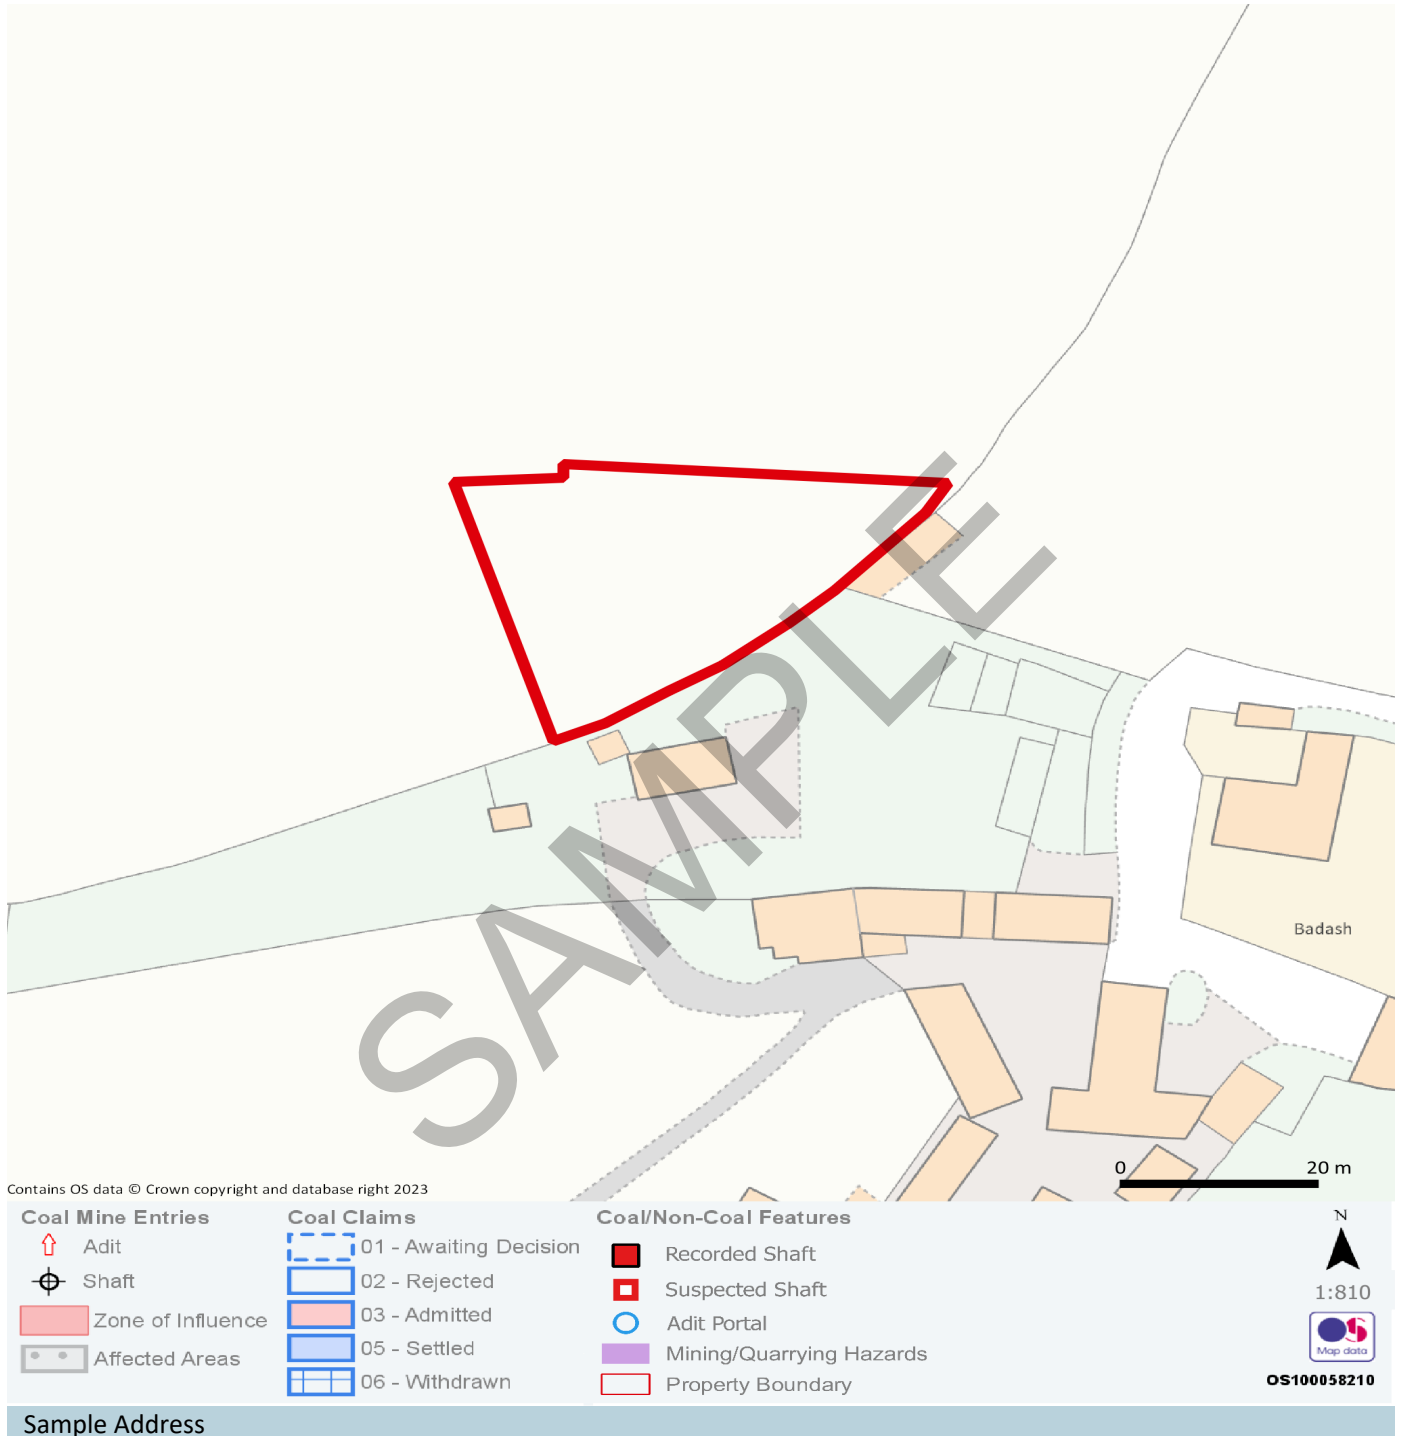 SAMPLE
Badash
0 20 m
Contains OS data © Crown copyright and database right 2023
Coal Mine Entries
Adit
Shaft
Zone of Influence
Affected Areas
Coal Claims
01 - Awaiting Decision
02 - Rejected
03 - Admitted
05 - Settled
06 - Withdrawn
Coal/Non-Coal Features
Recorded Shaft
Suspected Shaft
Adit Portal
Mining/Quarrying Hazards
Property Boundary
N
1:810
OS
Map data
OS100058210
Sample Address